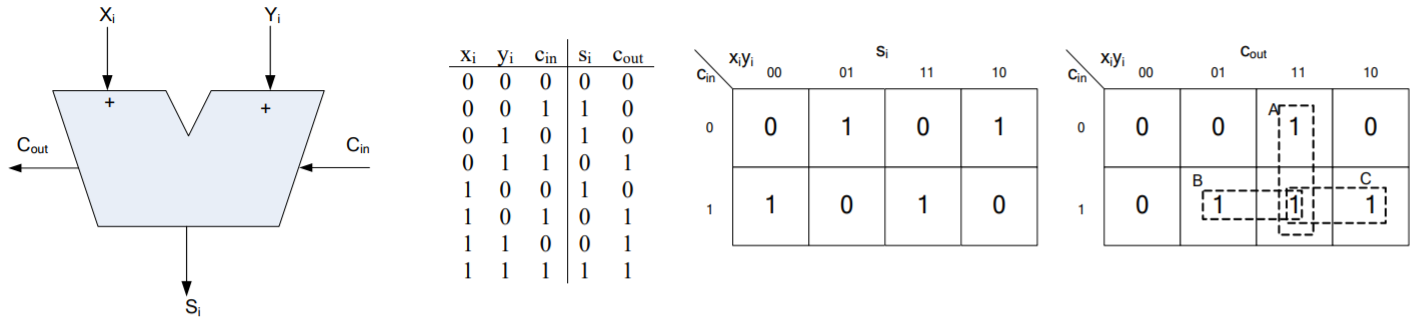 Xi Yi
+ +
Cout Cin
Si
xi yi cin si cout
0 0 0 0 0
0 0 1 1 0
0 1 0 1 0
0 1 1 0 1
1 0 0 1 0
1 0 1 0 1
1 1 0 0 1
1 1 1 1 1
Si
xiyi
Cin 00 01 11 10
0 0 1 0 1
1 1 0 1 0
Cout
xiyi
Cin 00 01 11 10
A
0 0 0 1 0
B C
1 0 1 1 1